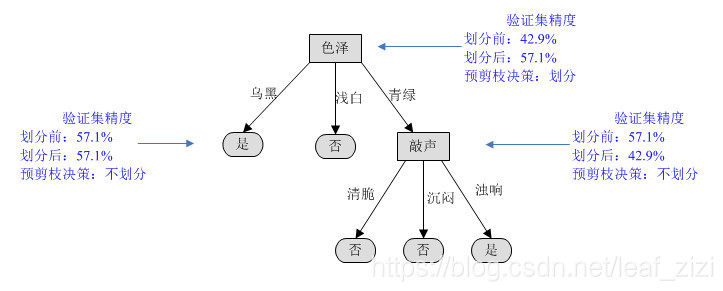 验证集精度
划分前：42.9%
划分后：57.1%
预剪枝决策：划分
色泽
乌黑
浅白
青绿
验证集精度
划分前：57.1%
划分后：57.1%
预剪枝决策：不划分
是
否
敲声
验证集精度
划分前：57.1%
划分后：42.9%
预剪枝决策：不划分
清脆
沉闷
浊响
否
否
是
https://blog.csdn.net/leaf_zizi